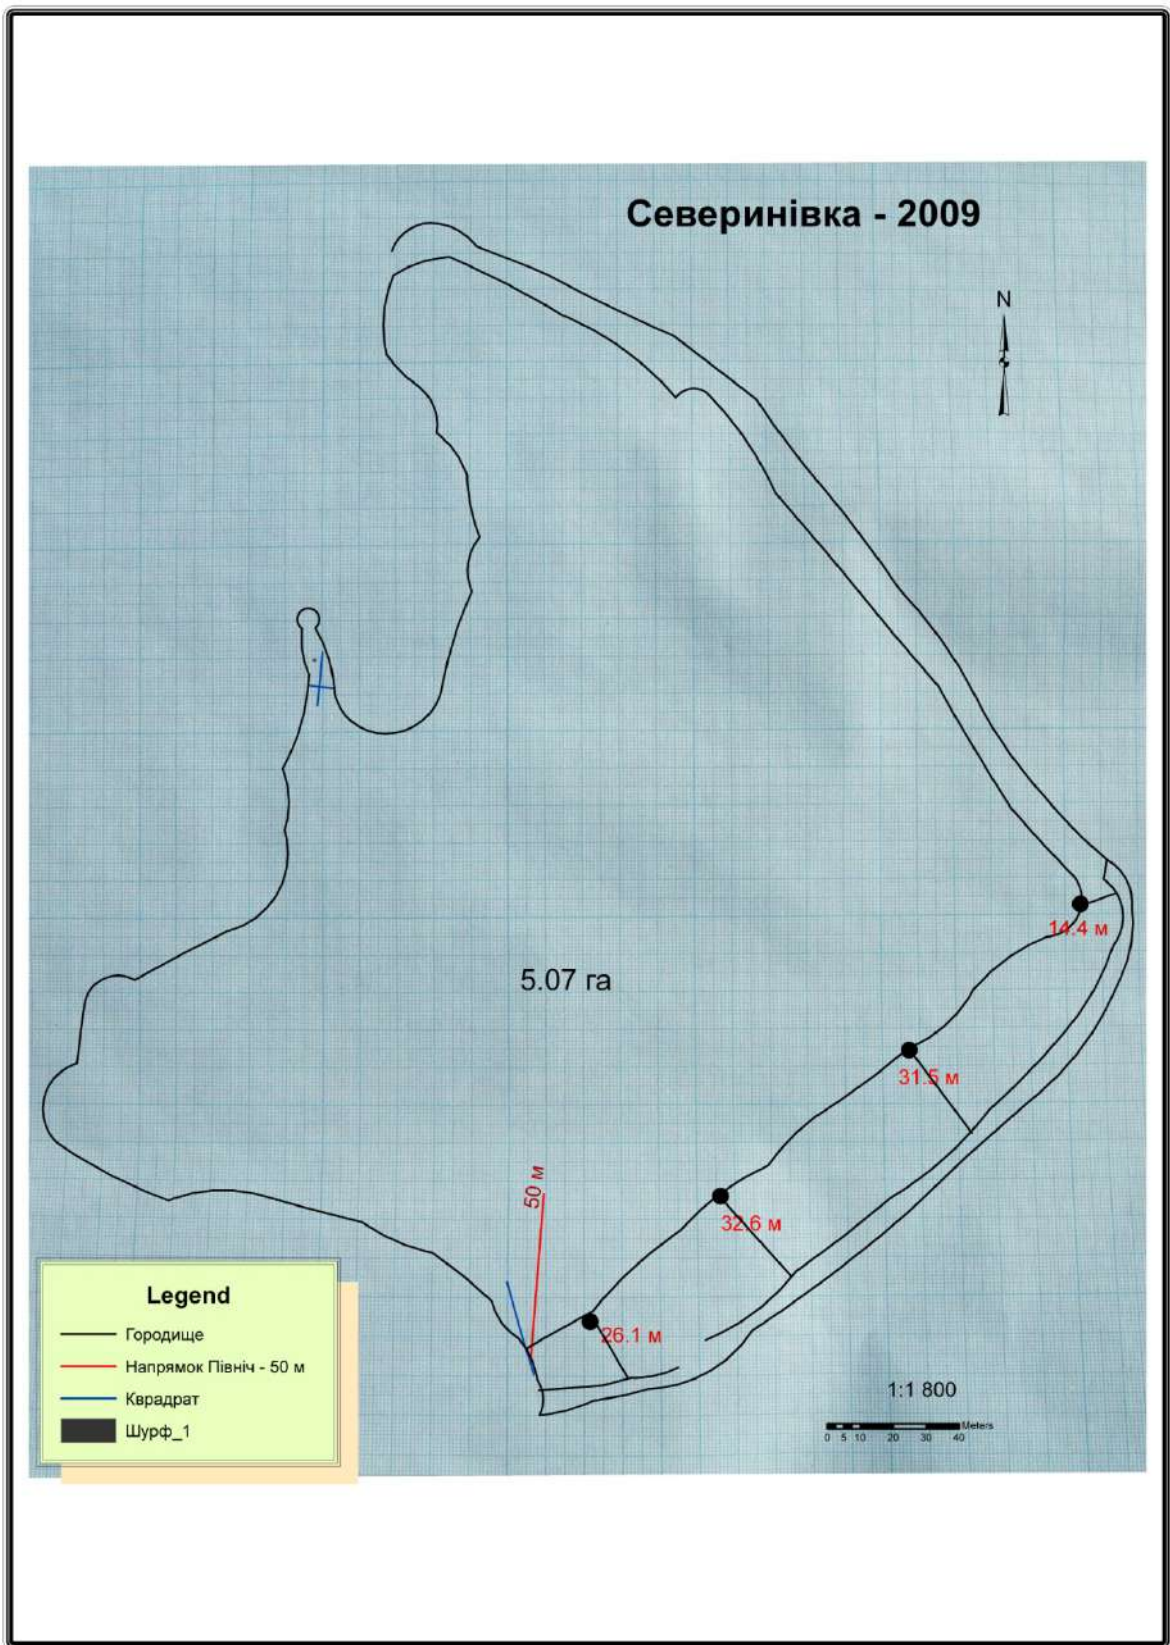 Северинівка - 2009
N
14.4 м
5.07 га
31.5 м
50 м
32.6 м
26.1 м
Legend
Городище
Напрямок Північ - 50 м
Кврадрат
Шурф_1
1:1 800
Meters
0 5 10 20 30 40